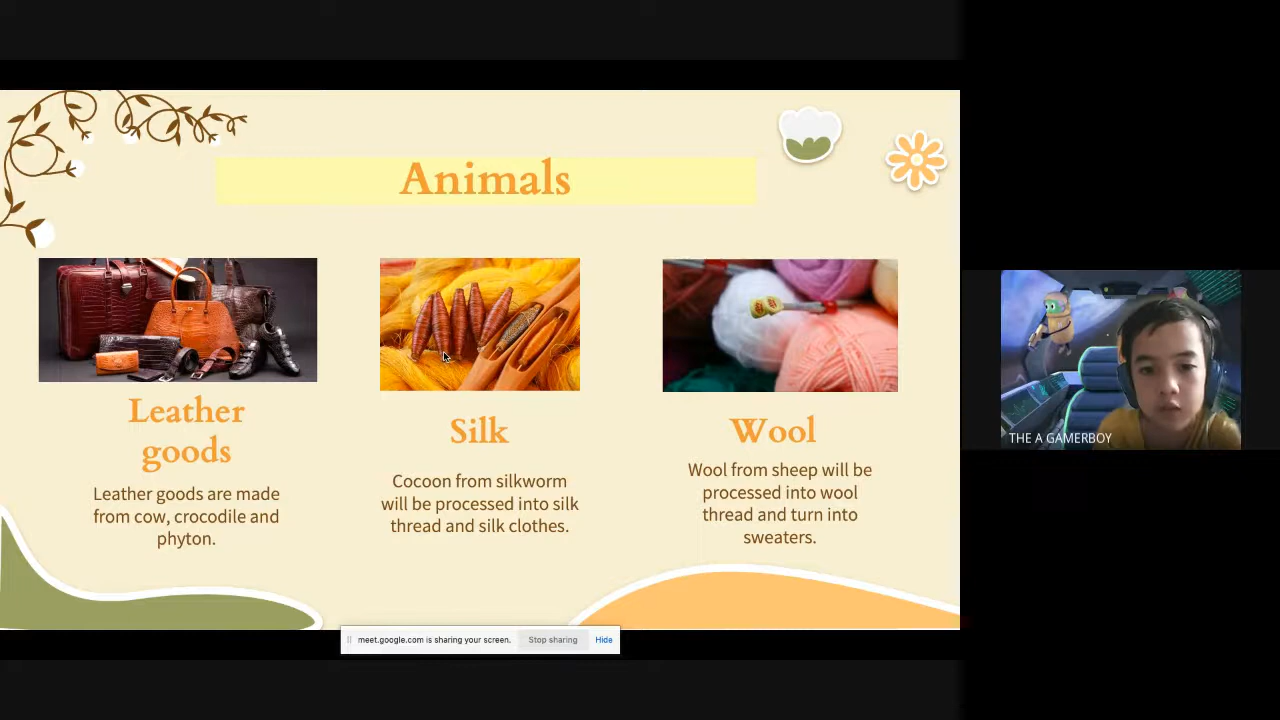 Animals
Leather
goods
Leather goods are made
from cow, crocodile and
phyton.
Silk
Cocoon from silkworm
will be processed into silk
thread and silk clothes.
Wool
Wool from sheep will be
processed into wool
thread and turn into
sweaters.
THE A GAMERBOY
meet.google.com is sharing your screen.
Stop sharing
Hide